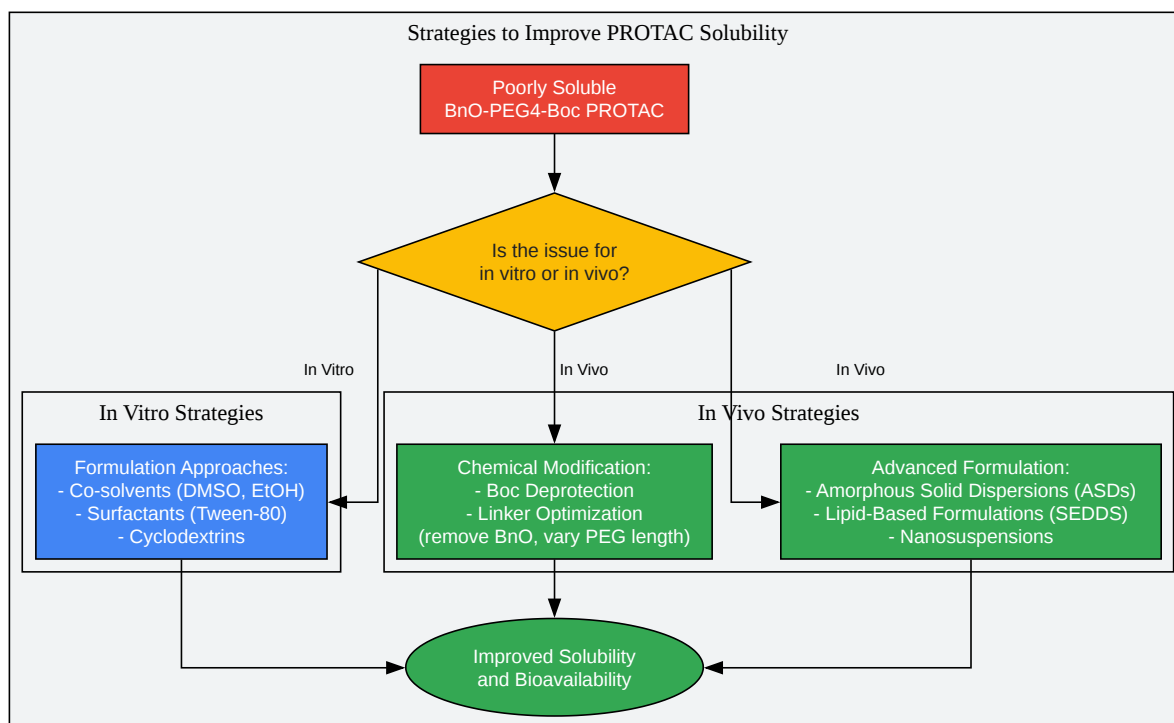 Strategies to Improve PROTAC Solubility
Poorly Soluble
BnO-PEG4-Boc PROTAC
Is the issue for
in vitro or in vivo?
In Vitro
In Vivo
In Vivo
In Vitro Strategies
In Vivo Strategies
Formulation Approaches:
- Co-solvents (DMSO, EtOH)
- Surfactants (Tween-80)
- Cyclodextrins
Chemical Modification:
- Boc Deprotection
- Linker Optimization
(remove BnO, vary PEG length)
Advanced Formulation:
- Amorphous Solid Dispersions (ASDs)
- Lipid-Based Formulations (SEDDS)
- Nanosuspensions
Improved Solubility
and Bioavailability